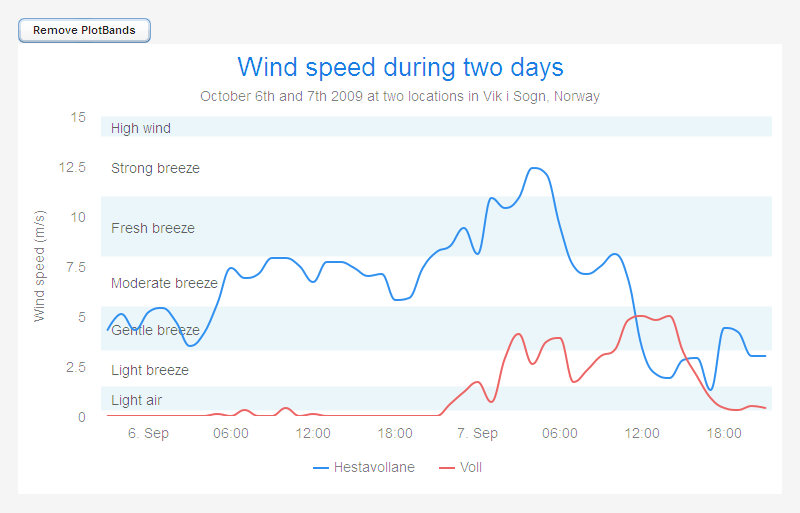 Remove PlotBands
Wind speed during two days
October 6th and 7th 2009 at two locations in Vik i Sogn, Norway
Wind speed (m/s)
15
12.5
10
7.5
5
2.5
0
High wind
Strong breeze
Fresh breeze
Moderate breeze
Gentle breeze
Light breeze
Light air
6. Sep 06:00 12:00 18:00 7. Sep 06:00 12:00 18:00
Hestavollane Voll